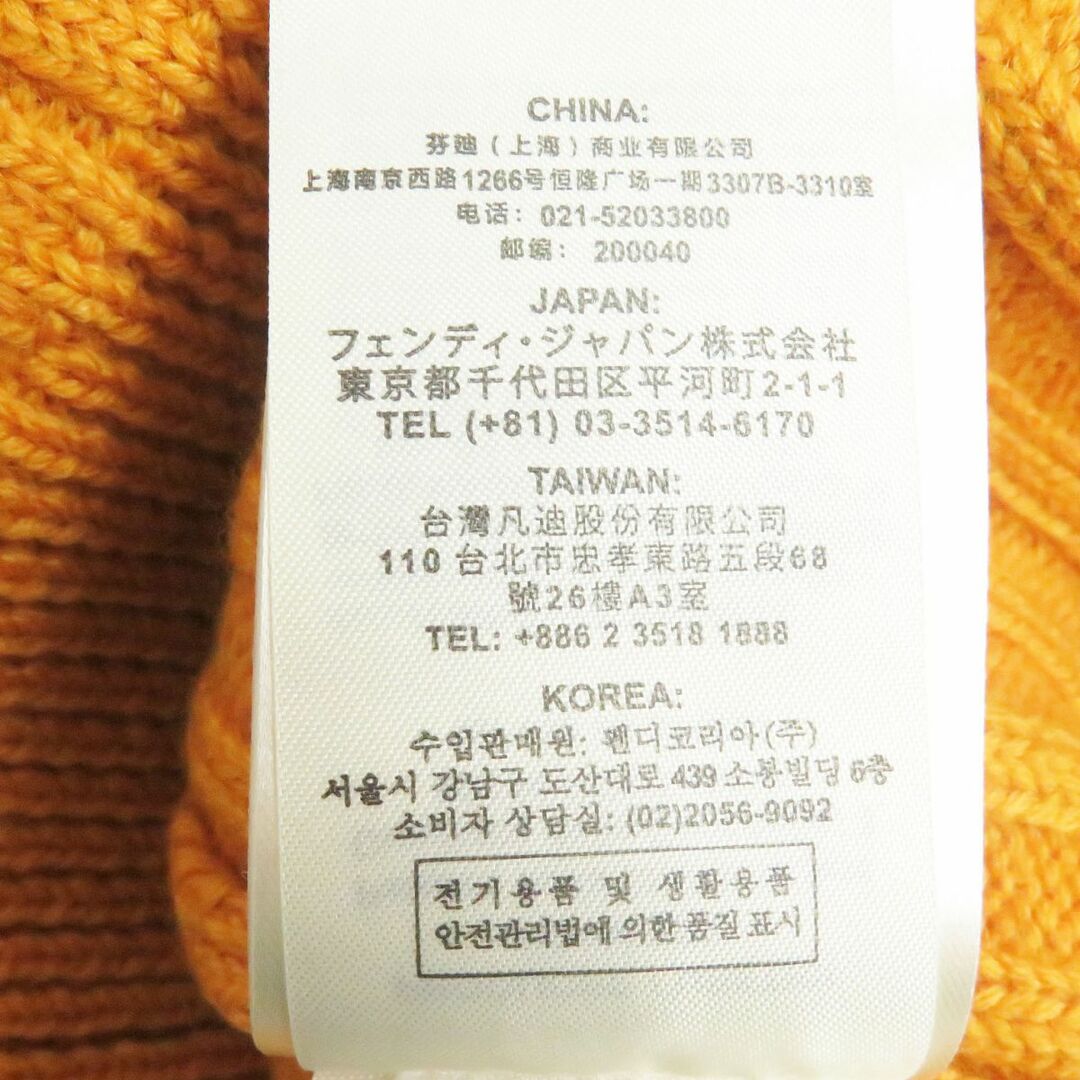 CHINA:
芬迪（上海）商业有限公司
上海南京西路1266号恒隆广场一期3307B-3310室
电话：021-52033800
邮编：200040
JAPAN:
フェンディ・ジャパン株式会社
東京都千代田区平河町2-1-1
TEL (+81) 03-3514-6170
TAIWAN:
台灣凡迪股份有限公司
110 台北市忠孝東路五段68
號26樓A3室
TEL: +886 2 3518 1888
KOREA:
수입판매원: 펜디코리아(주)
서울시 강남구 도산대로 439 소봉빌딩 6층
소비자 상담실: (02)2056-9092
전기용품 및 생활용품
안전관리법에 의한 품질 표시